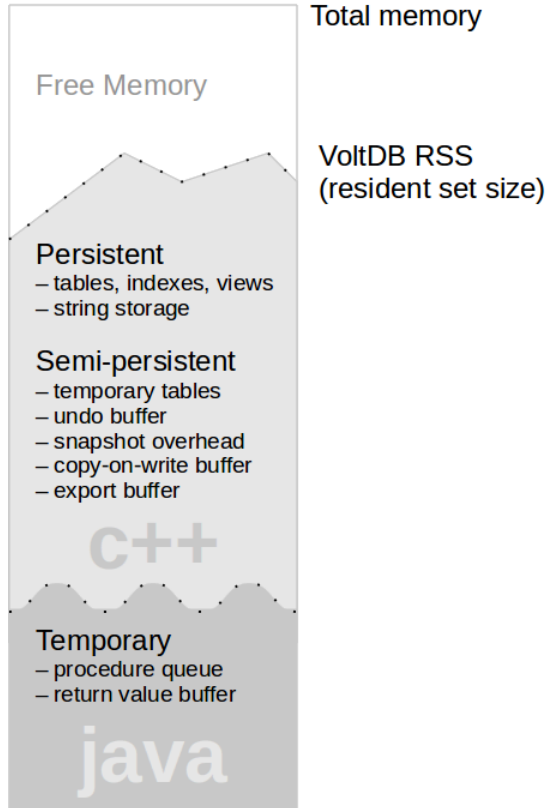 Total memory
Free Memory
VoltDB RSS
(resident set size)
Persistent
– tables, indexes, views
– string storage
Semi-persistent
– temporary tables
– undo buffer
– snapshot overhead
– copy-on-write buffer
– export buffer
c++
Temporary
– procedure queue
– return value buffer
java